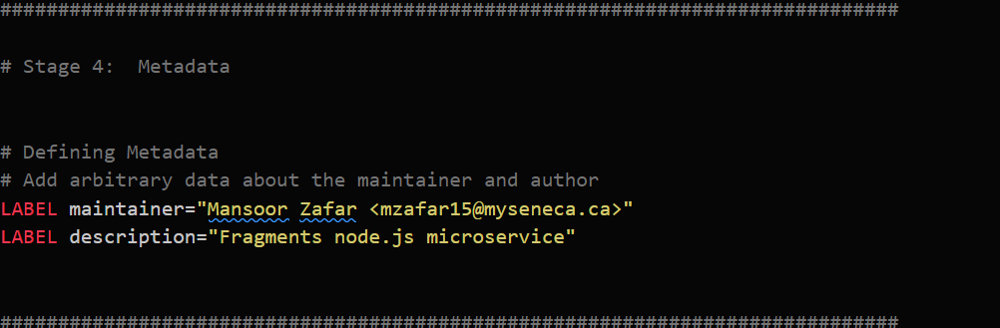 ##############################################################################
# Stage 4:  Metadata
# Defining Metadata
# Add arbitrary data about the maintainer and author
LABEL maintainer="Mansoor Zafar <mzafar15@myseneca.ca>"
LABEL description="Fragments node.js microservice"
##############################################################################